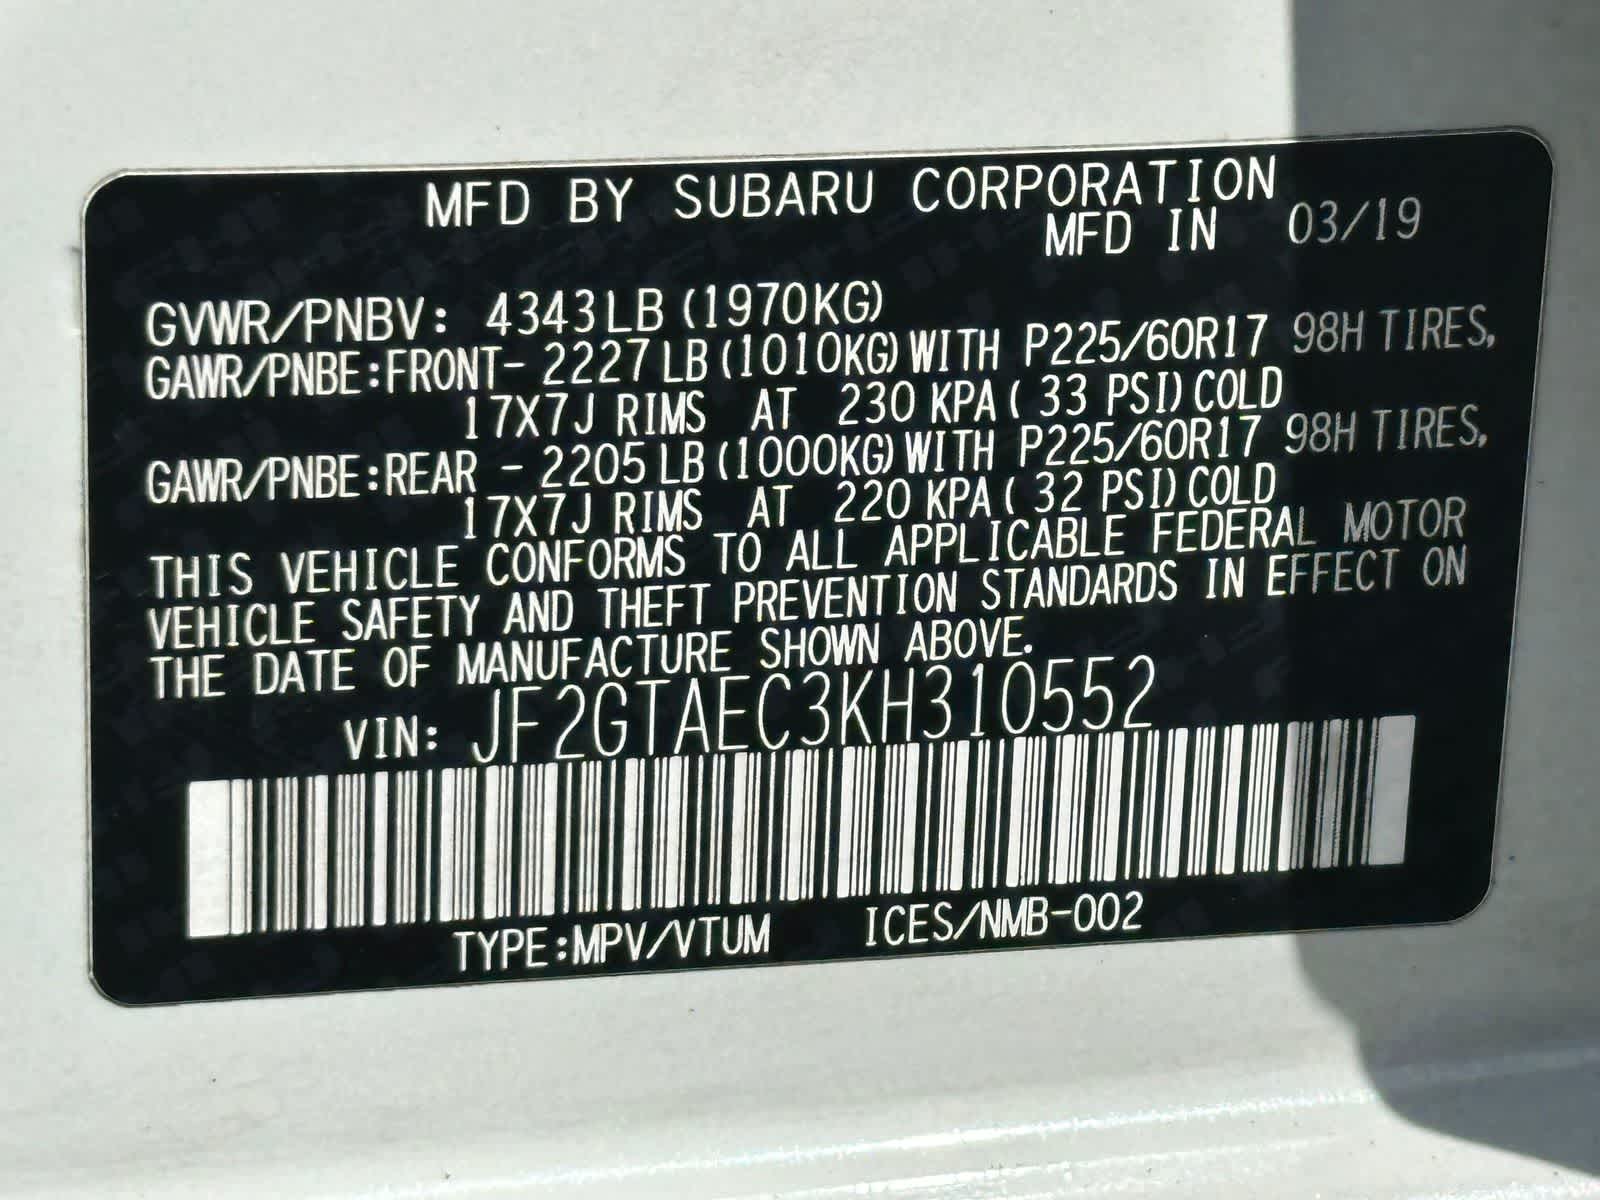 MFD BY SUBARU CORPORATION
MFD IN 03/19
GVWR/PNBV: 4343LB (1970KG)
GAWR/PNBE:FRONT- 2227 LB (1010KG) WITH P225/60R17 98H TIRES,
17X7J RIMS AT 230 KPA ( 33 PSI) COLD
GAWR/PNBE:REAR - 2205 LB (1000KG) WITH P225/60R17 98H TIRES,
17X7J RIMS AT 220 KPA ( 32 PSI) COLD
THIS VEHICLE CONFORMS TO ALL APPLICABLE FEDERAL MOTOR
VEHICLE SAFETY AND THEFT PREVENTION STANDARDS IN EFFECT ON
THE DATE OF MANUFACTURE SHOWN ABOVE.
VIN: JF2GTAEC3KH310552
TYPE:MPV/VTUM ICES/NMB-002